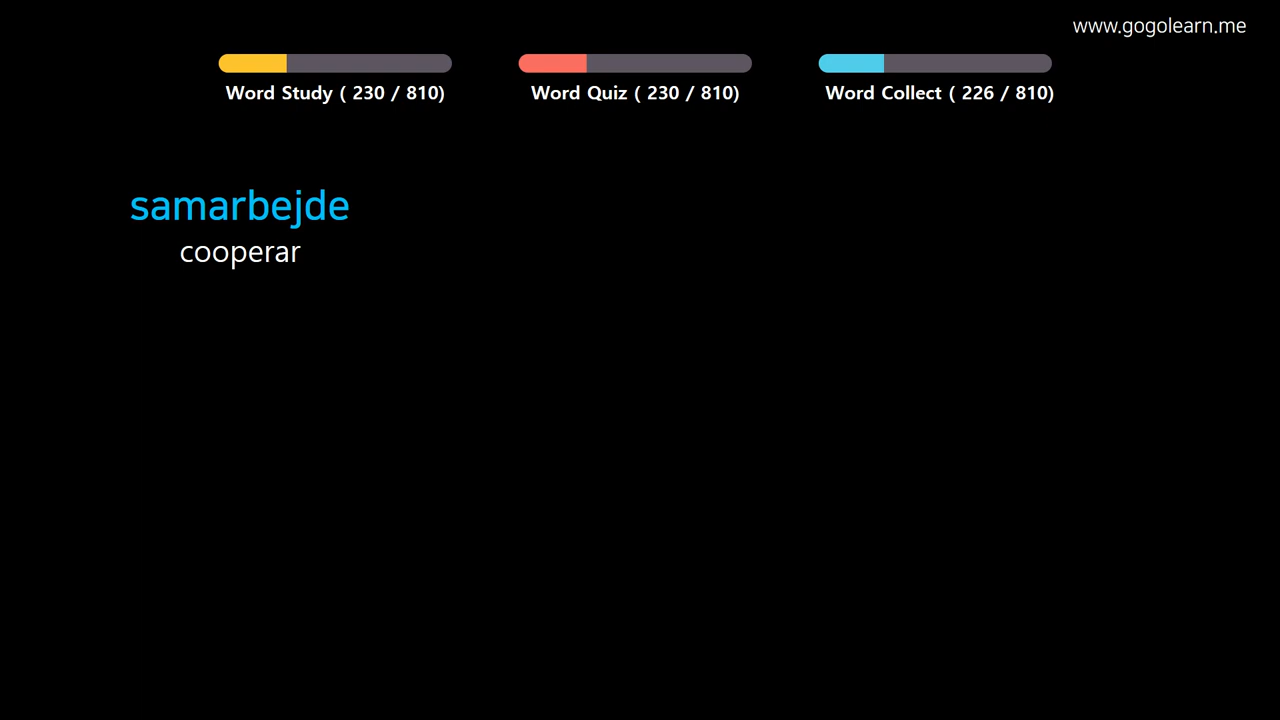 www.gogolearn.me
Word Study ( 230 / 810)
Word Quiz ( 230 / 810)
Word Collect ( 226 / 810)
samarbejde
cooperar